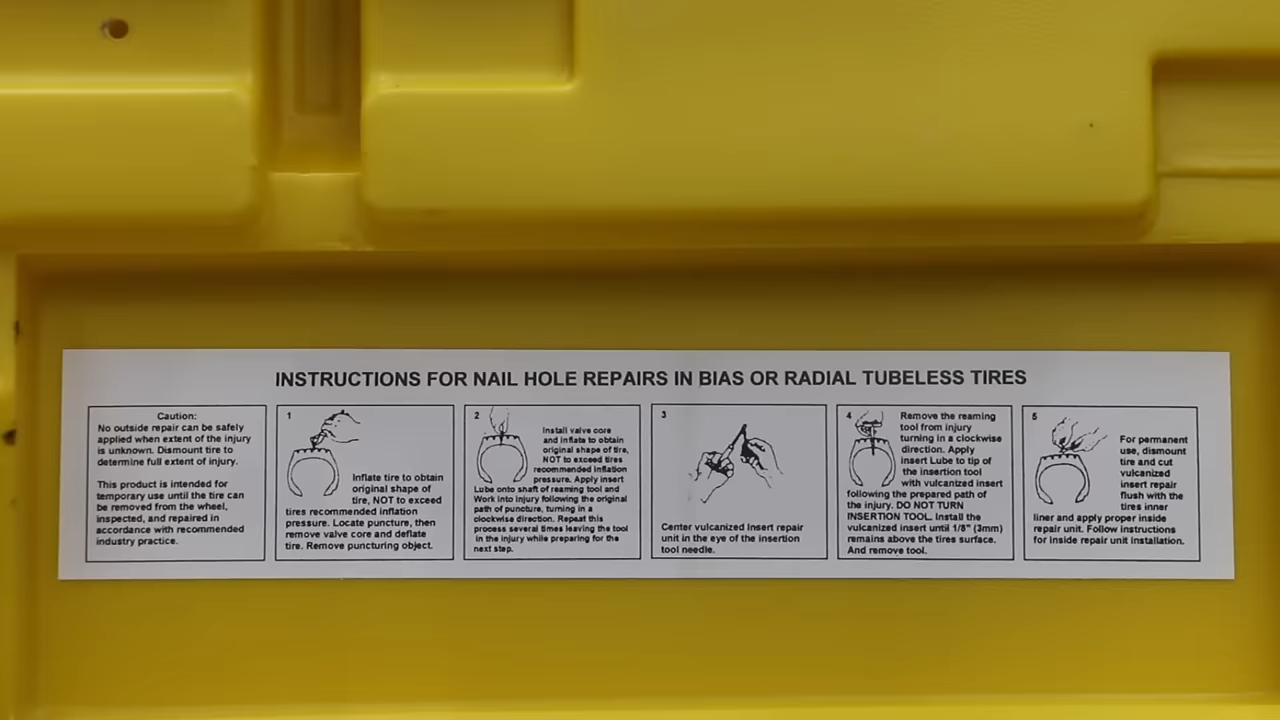 INSTRUCTIONS FOR NAIL HOLE REPAIRS IN BIAS OR RADIAL TUBELESS TIRES
Caution:
No outside repair can be safely
applied when extent of the injury
is unknown. Dismount tire to
determine full extent of injury.
This product is intended for
temporary use until the tire can
be removed from the wheel,
inspected, and repaired in
accordance with recommended
industry practice.
1
Inflate tire to obtain
original shape of
tire, NOT to exceed
tires recommended inflation
pressure. Locate puncture, then
remove valve core and deflate
tire. Remove puncturing object.
2
Install valve core
and inflate to obtain
original shape of tire,
NOT to exceed tires
recommended inflation
pressure. Apply insert
Lube onto shaft of reaming tool and
Work into injury following the original
path of puncture, turning in a
clockwise direction. Repeat this
process several times leaving the tool
in the injury while preparing for the
next step.
3
Center vulcanized insert repair
unit in the eye of the insertion
tool needle.
4
Remove the reaming
tool from injury
turning in a clockwise
direction. Apply
insert Lube to tip of
the insertion tool
with vulcanized insert
following the prepared path of
the injury. DO NOT TURN
INSERTION TOOL. Install the
vulcanized insert until 1/8" (3mm)
remains above the tires surface.
And remove tool.
5
For permanent
use, dismount
tire and cut
vulcanized
insert repair
flush with the
tires inner
liner and apply proper inside
repair unit. Follow instructions
for inside repair unit installation.